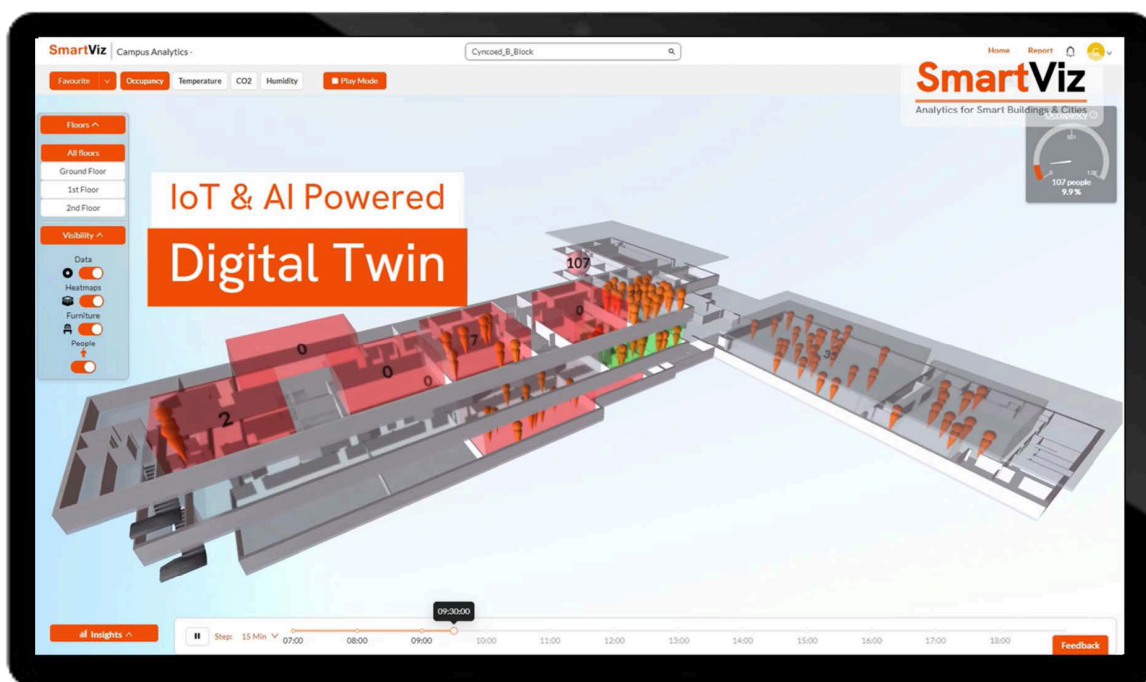 SmartViz Campus Analytics -
Cyncoed_B_Block
Home Report
Favourite Occupancy Temperature CO2 Humidity Play Mode
SmartViz
Analytics for Smart Buildings & Cities
Occupancy
107 people
9.9%
Floors
All floors
Ground Floor
1st Floor
2nd Floor
Visibility
Data
Heatmaps
Furniture
People
IoT & AI Powered
Digital Twin
107
0
7
0
0
0
2
35
09:30:00
Insights
Step: 15 Min
07:00 08:00 09:00 10:00 11:00 12:00 13:00 14:00 15:00 16:00 17:00 18:00
Feedback